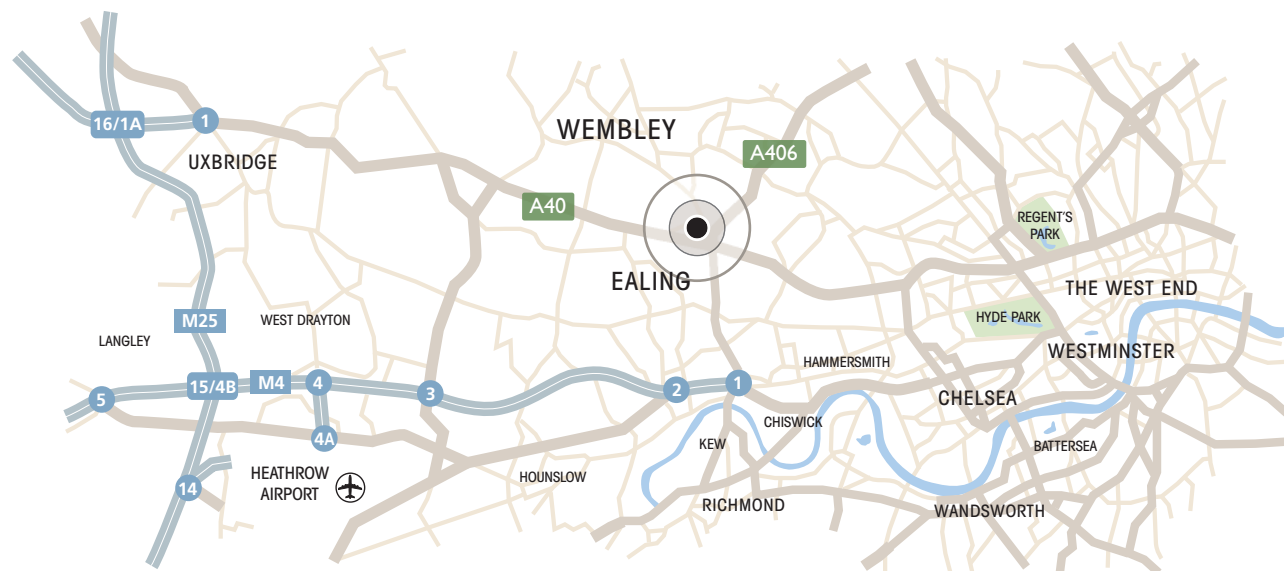 16/1A
1
UXBRIDGE
WEMBLEY
A406
A40
REGENT'S
PARK
EALING
THE WEST END
M25
WEST DRAYTON
LANGLEY
HYDE PARK
WESTMINSTER
HAMMERSMITH
15/4B
M4
4
3
2
1
5
CHELSEA
CHISWICK
4A
KEW
BATTERSEA
HEATHROW
AIRPORT
HOUNSLOW
14
RICHMOND
WANDSWORTH